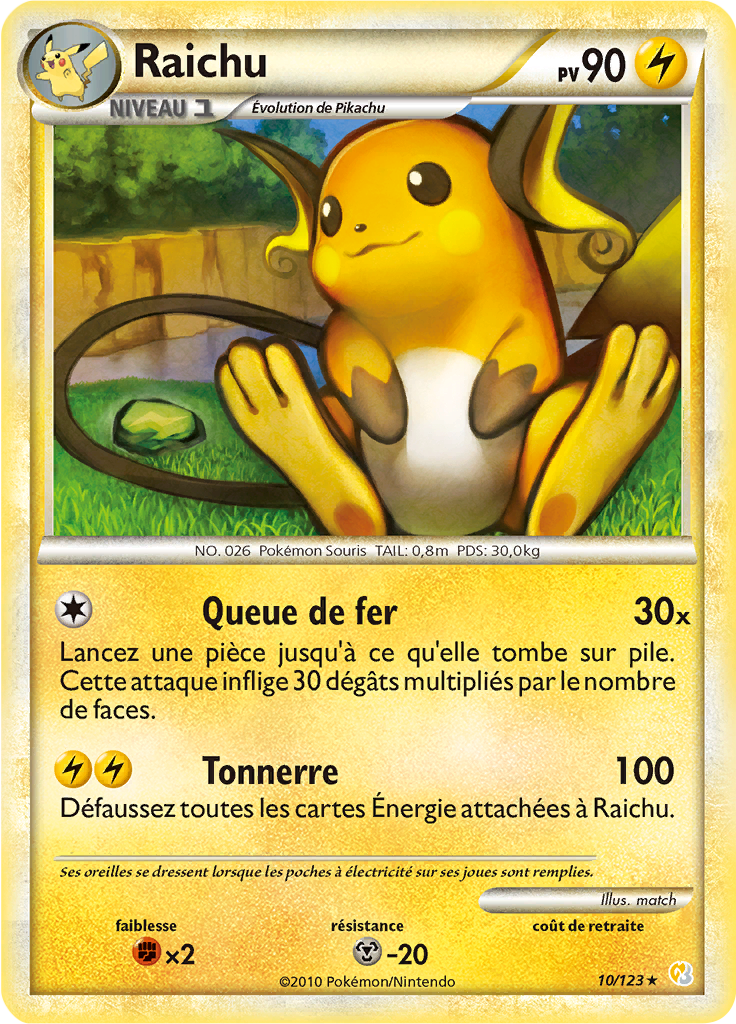 Raichu
PV 90
NIVEAU 1
Évolution de Pikachu
NO. 026 Pokémon Souris TAIL: 0,8m PDS: 30,0kg
Queue de fer 30x
Lancez une pièce jusqu'à ce qu'elle tombe sur pile.
Cette attaque inflige 30 dégâts multipliés par le nombre
de faces.
Tonnerre 100
Défaussez toutes les cartes Énergie attachées à Raichu.
Ses oreilles se dressent lorsque les poches à électricité sur ses joues sont remplies.
Illus. match
faiblesse résistance coût de retraite
×2 -20
©2010 Pokémon/Nintendo 10/123 ★